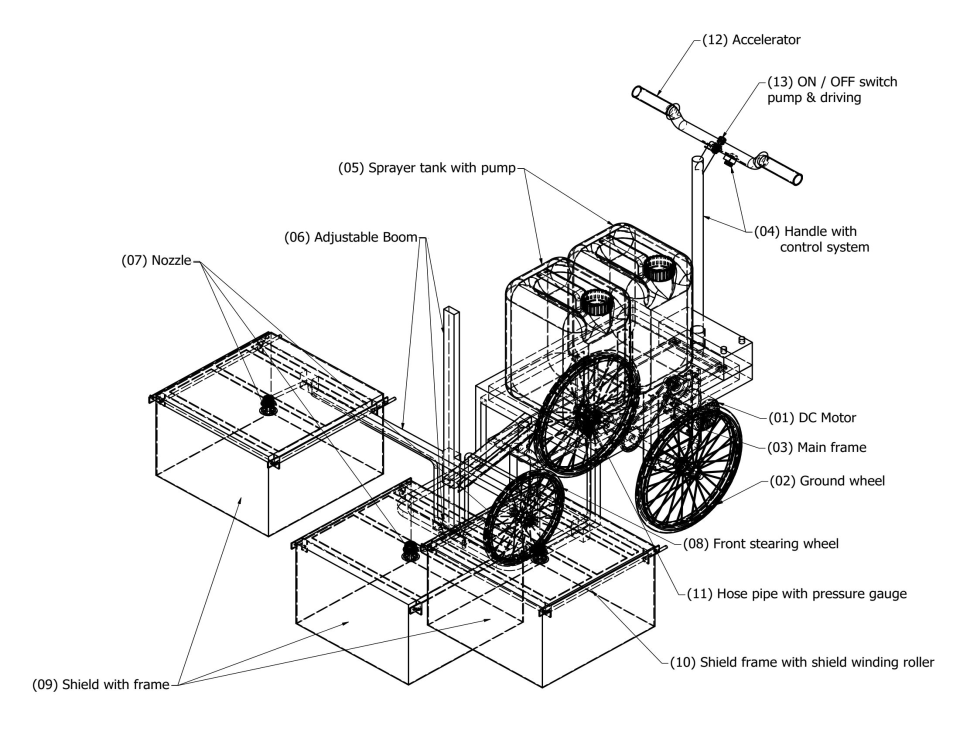 (12) Accelerator
(13) ON / OFF switch
pump & driving
(05) Sprayer tank with pump
(04) Handle with
control system
(06) Adjustable Boom
(07) Nozzle
(01) DC Motor
(03) Main frame
(02) Ground wheel
(08) Front stearing wheel
(11) Hose pipe with pressure gauge
(10) Shield frame with shield winding roller
(09) Shield with frame